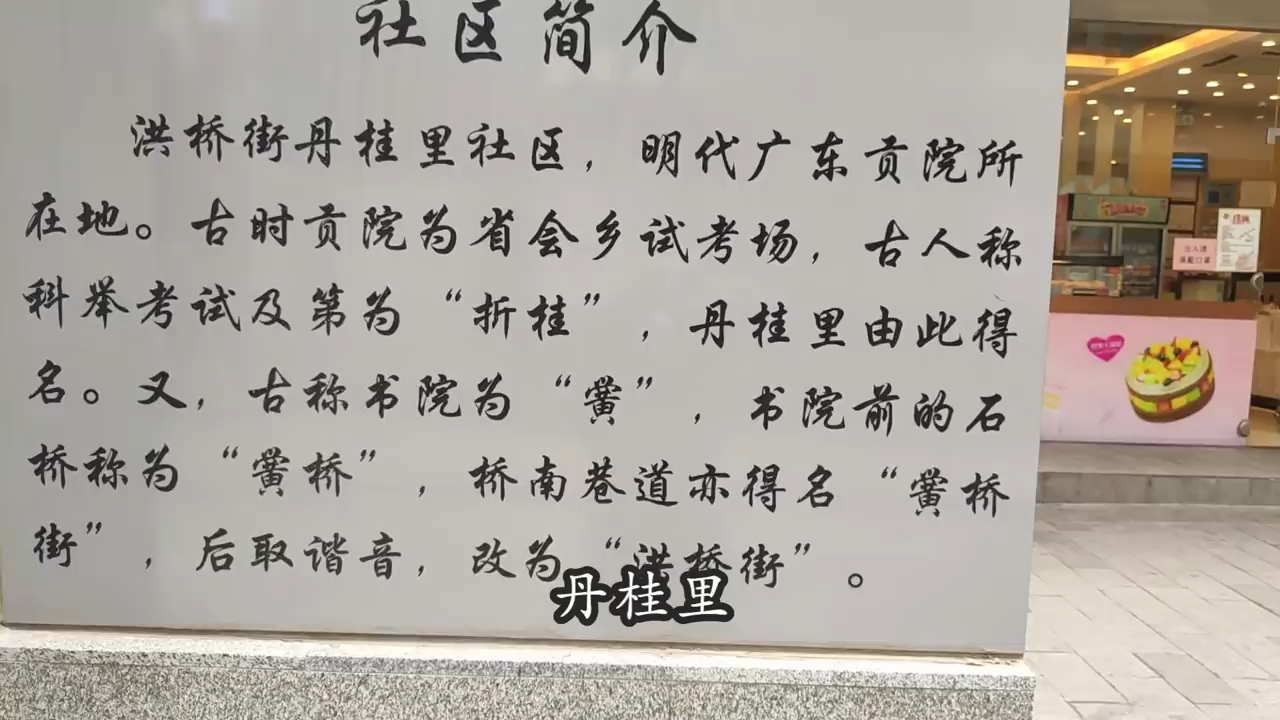 社区简介
洪桥街丹桂里社区，明代广东贡院所
在地。古时贡院为省会乡试考场，古人称
科举考试及第为“折桂”，丹桂里由此得
名。又，古称书院为“黉”，书院前的石
桥称为“黉桥”，桥南巷道亦得名“黉桥
街”，后取谐音，改为“洪桥街”。
丹桂里